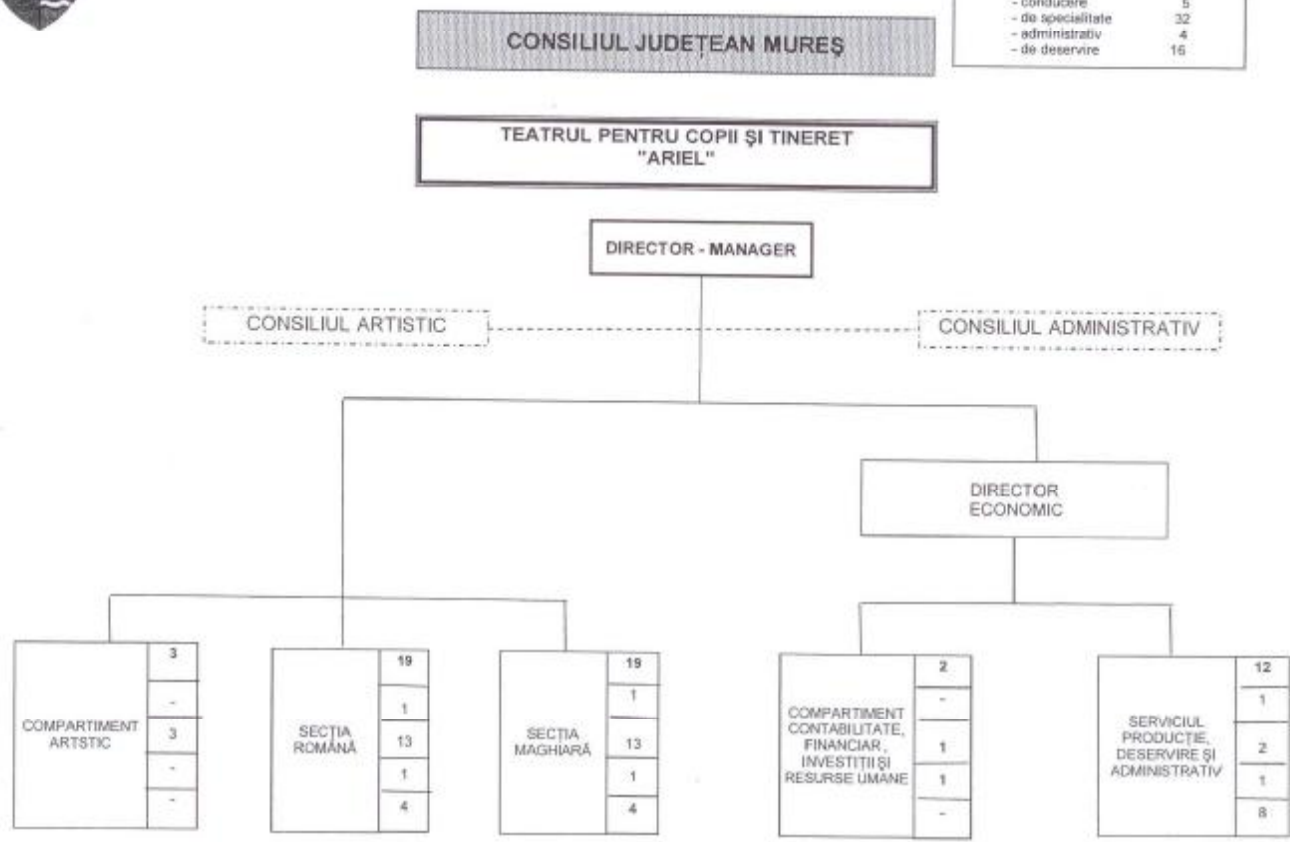 - conducere 5
- de specialitate 32
- administrativ 4
- de deservire 16
CONSILIUL JUDEȚEAN MUREȘ
TEATRUL PENTRU COPII ȘI TINERET
"ARIEL"
DIRECTOR - MANAGER
CONSILIUL ARTISTIC
CONSILIUL ADMINISTRATIV
DIRECTOR
ECONOMIC
COMPARTIMENT
ARTSTIC
3
-
3
-
-
SECȚIA
ROMÂNĂ
19
1
13
1
4
SECȚIA
MAGHIARĂ
19
1
13
1
4
COMPARTIMENT
CONTABILITATE,
FINANCIAR,
INVESTIȚII ȘI
RESURSE UMANE
2
-
1
1
-
SERVICIUL
PRODUCȚIE,
DESERVIRE ȘI
ADMINISTRATIV
12
1
2
1
8